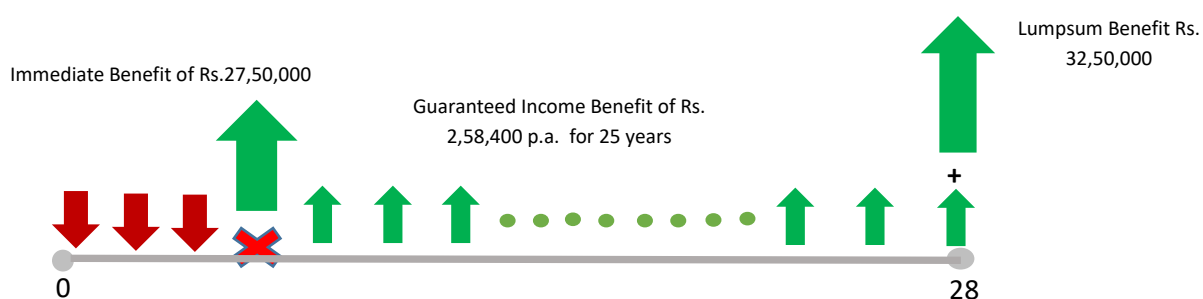 Immediate Benefit of Rs.27,50,000
Guaranteed Income Benefit of Rs.
2,58,400 p.a. for 25 years
Lumpsum Benefit Rs.
32,50,000
+
0
28